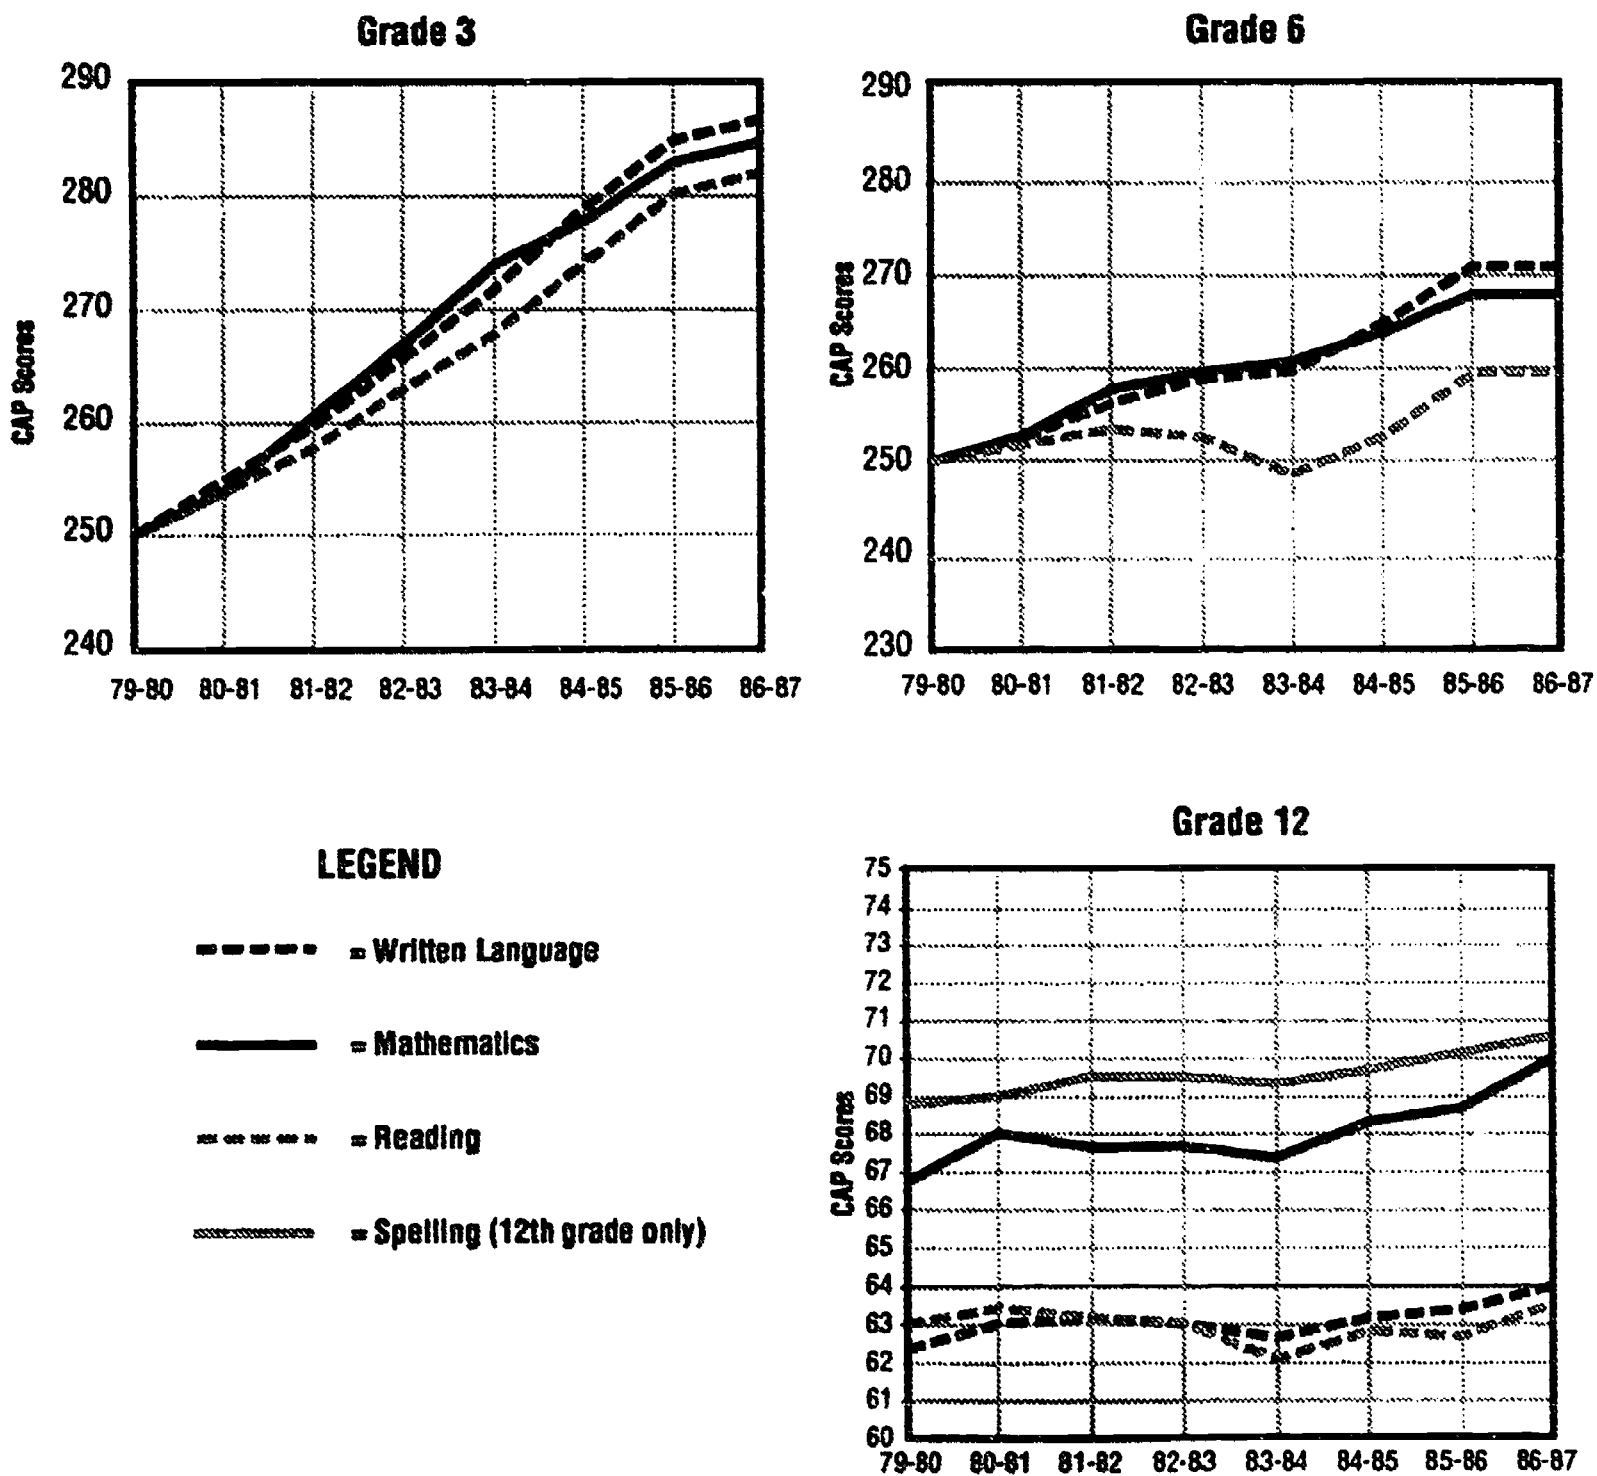 Grade 3
290
280
270
260
250
240
CAP Scores
79-80 80-81 81-82 82-83 83-84 84-85 85-86 86-87
Grade 6
290
280
270
260
250
240
230
CAP Scores
79-80 80-81 81-82 82-83 83-84 84-85 85-86 86-87
LEGEND
= Written Language
= Mathematics
= Reading
= Spelling (12th grade only)
Grade 12
75
74
73
72
71
70
69
68
67
66
65
64
63
62
61
60
CAP Scores
79-80 80-81 81-82 82-83 83-84 84-85 85-86 86-87